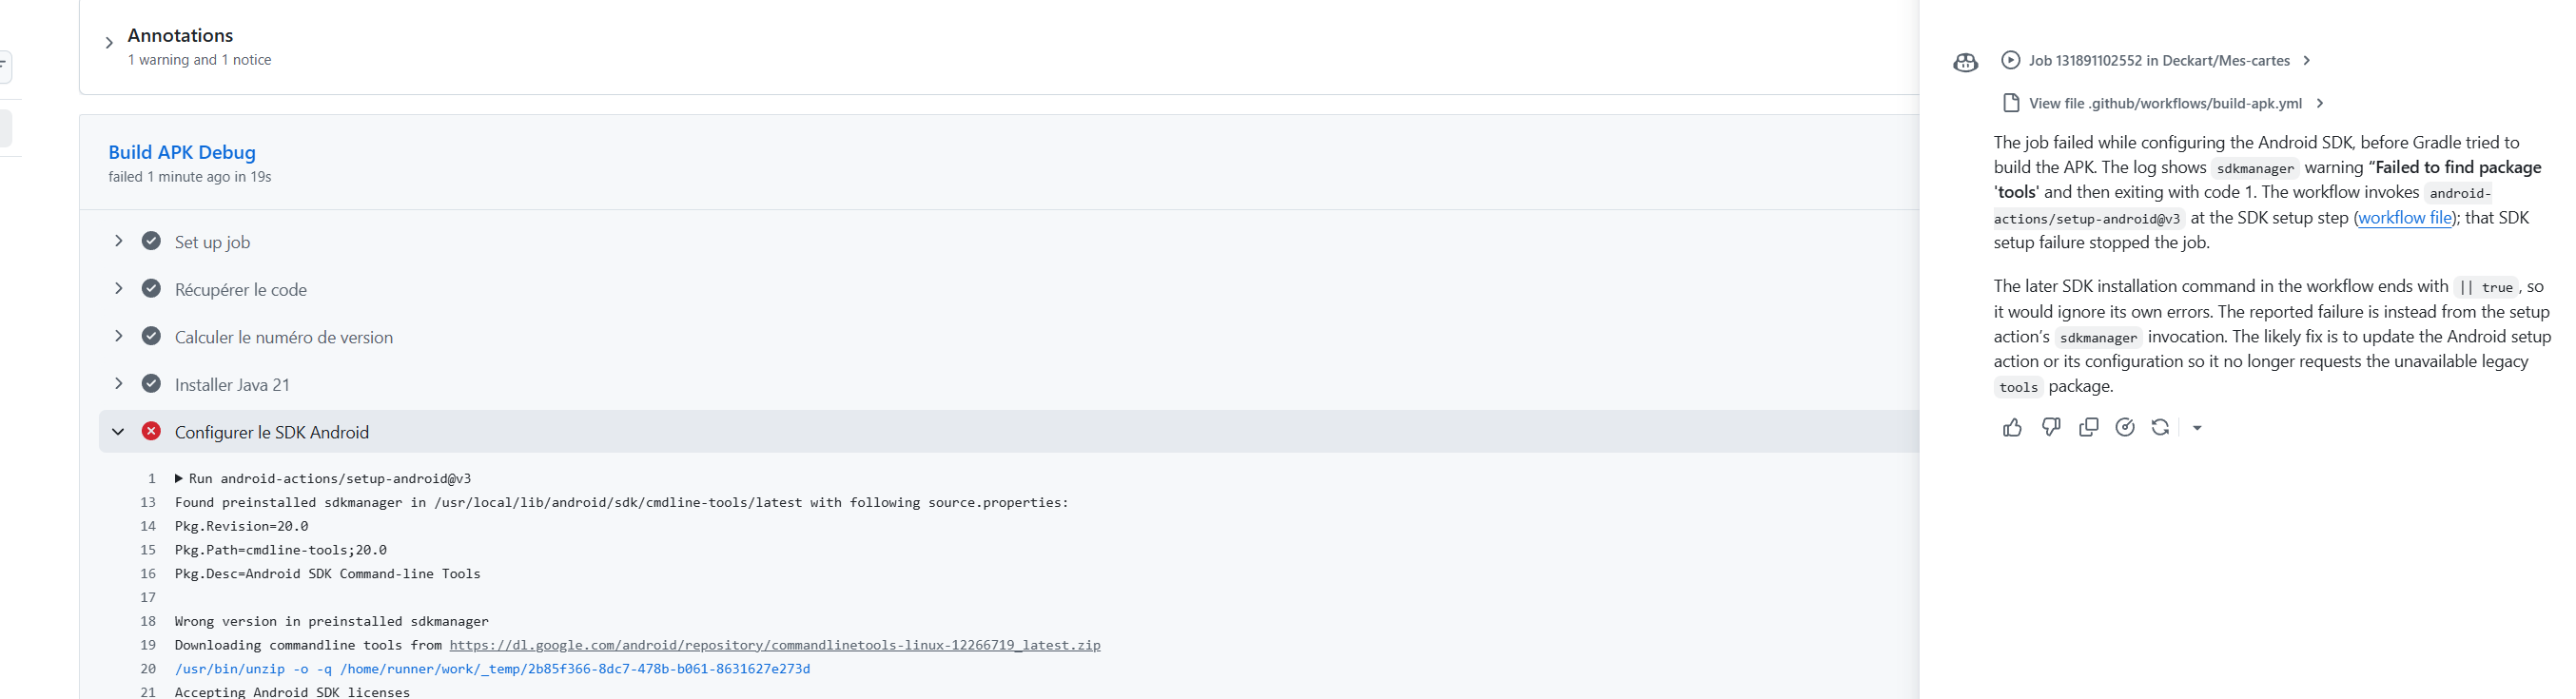 Annotations
1 warning and 1 notice
Build APK Debug
failed 1 minute ago in 19s
Set up job
Récupérer le code
Calculer le numéro de version
Installer Java 21
Configurer le SDK Android
1 Run android-actions/setup-android@v3
13 Found preinstalled sdkmanager in /usr/local/lib/android/sdk/cmdline-tools/latest with following source.properties:
14 Pkg.Revision=20.0
15 Pkg.Path=cmdline-tools;20.0
16 Pkg.Desc=Android SDK Command-line Tools
17
18 Wrong version in preinstalled sdkmanager
19 Downloading commandline tools from https://dl.google.com/android/repository/commandlinetools-linux-12266719_latest.zip
20 /usr/bin/unzip -o -q /home/runner/work/_temp/2b85f366-8dc7-478b-b061-8631627e273d
21 Accepting Android SDK licenses
Job 131891102552 in Deckart/Mes-cartes
View file .github/workflows/build-apk.yml
The job failed while configuring the Android SDK, before Gradle tried to
build the APK. The log shows sdkmanager warning “Failed to find package
'tools' and then exiting with code 1. The workflow invokes android-
actions/setup-android@v3 at the SDK setup step (workflow file); that SDK
setup failure stopped the job.
The later SDK installation command in the workflow ends with || true, so
it would ignore its own errors. The reported failure is instead from the setup
action’s sdkmanager invocation. The likely fix is to update the Android setup
action or its configuration so it no longer requests the unavailable legacy
tools package.